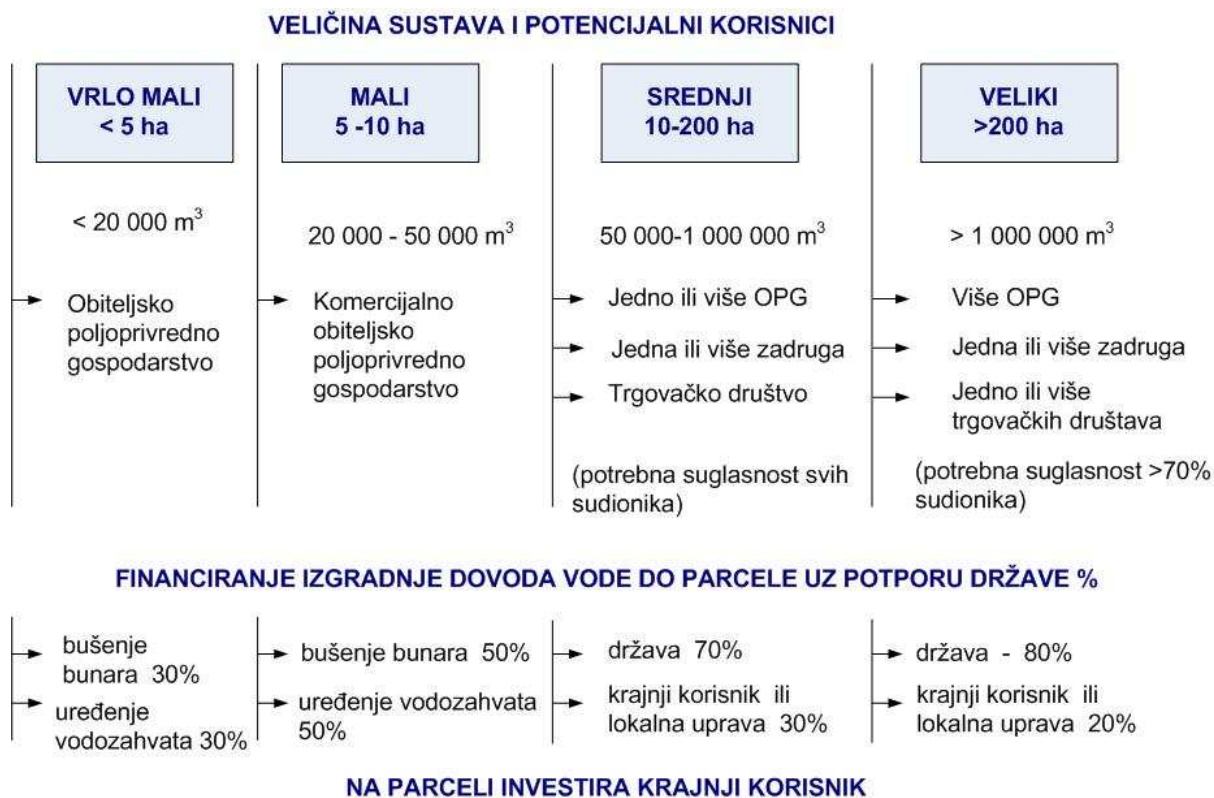 VELIČINA SUSTAVA I POTENCIJALNI KORISNICI
VRLO MALI
< 5 ha
< 20 000 m³
Obiteljsko
poljoprivredno
gospodarstvo
MALI
5 -10 ha
20 000 - 50 000 m³
Komercijalno
obiteljsko
poljoprivredno
gospodarstvo
SREDNJI
10-200 ha
50 000-1 000 000 m³
Jedno ili više OPG
Jedna ili više zadruga
Trgovačko društvo
(potrebna suglasnost svih
sudionika)
VELIKI
>200 ha
> 1 000 000 m³
Više OPG
Jedna ili više zadruga
Jedno ili više
trgovačkih društava
(potrebna suglasnost >70%
sudionika)
FINANCIRANJE IZGRADNJE DOVODA VODE DO PARCELE UZ POTPORU DRŽAVE %
bušenje
bunara 30%
uređenje
vodozahvata 30%
bušenje bunara 50%
uređenje vodozahvata
50%
država 70%
krajnji korisnik ili
lokalna uprava 30%
država - 80%
krajnji korisnik ili
lokalna uprava 20%
NA PARCELI INVESTIRA KRAJNJI KORISNIK